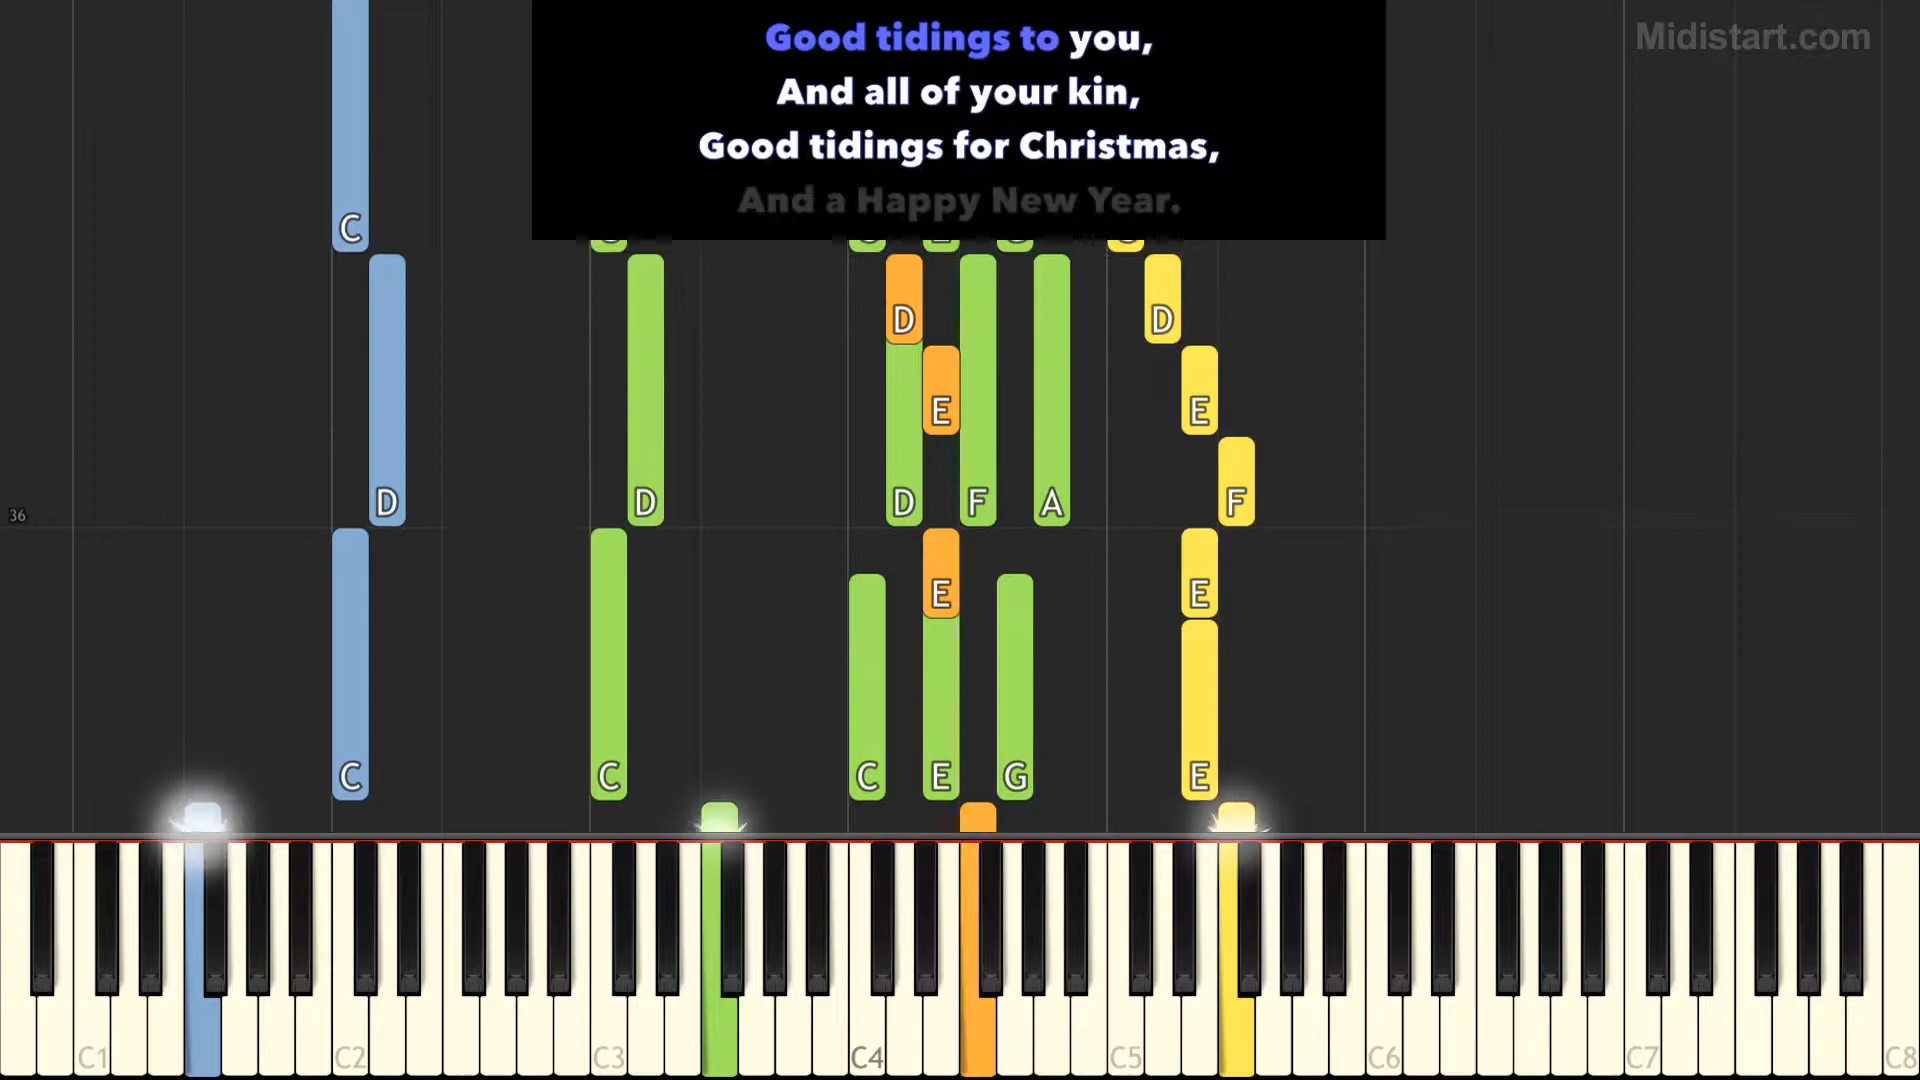 Good tidings to you,
And all of your kin,
Good tidings for Christmas,
And a Happy New Year.
Midistart.com
C
D E D
D D D F A F
36
E E
C C C E G E
C1 C2 C3 C4 C5 C6 C7 C8